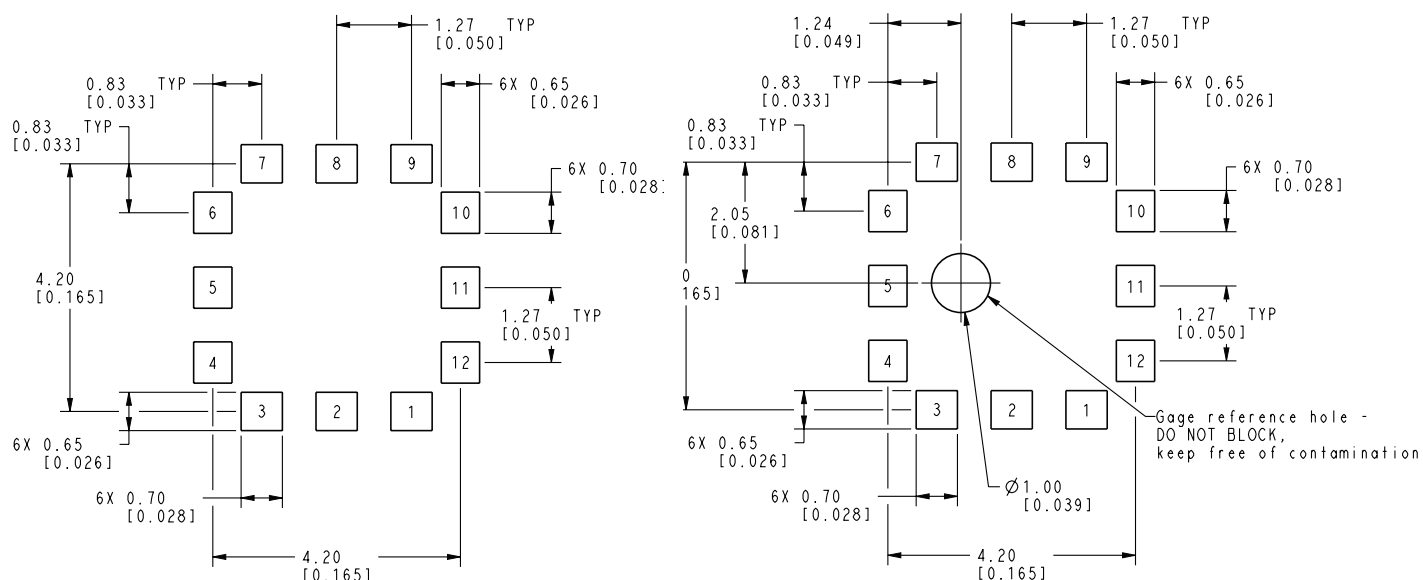 1.27 TYP
[0.050]
0.83 TYP
[0.033]
6X 0.65
[0.026]
0.83 TYP
[0.033]
7
8
9
6X 0.70
[0.028]
6
10
4.20
[0.165]
5
11
1.27 TYP
[0.050]
4
12
3
2
1
6X 0.65
[0.026]
6X 0.70
[0.028]
4.20
[0.165]
1.24
[0.049]
1.27 TYP
[0.050]
0.83 TYP
[0.033]
6X 0.65
[0.026]
0.83 TYP
[0.033]
7
8
9
6X 0.70
[0.028]
6
10
2.05
[0.081]
0
165]
5
11
1.27 TYP
[0.050]
4
12
3
2
1
Gage reference hole -
DO NOT BLOCK,
keep free of contamination
6X 0.65
[0.026]
6X 0.70
[0.028]
Ø1.00
[0.039]
4.20
[0.165]